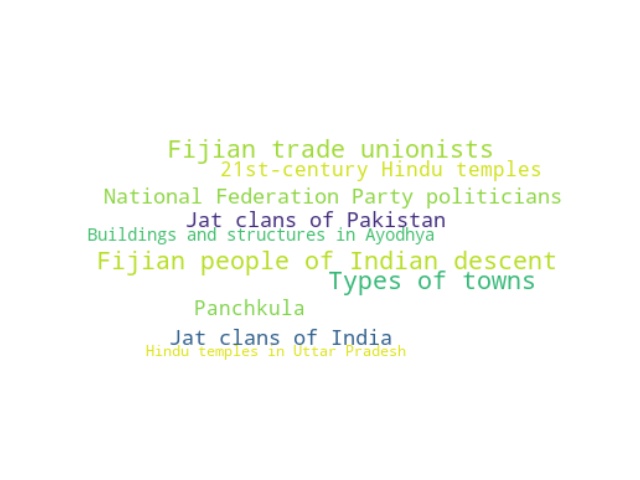 Fijian trade unionists
21st-century Hindu temples
National Federation Party politicians
Jat clans of Pakistan
Buildings and structures in Ayodhya
Fijian people of Indian descent
Types of towns
Panchkula
Jat clans of India
Hindu temples in Uttar Pradesh